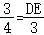 3/4 = DE/3